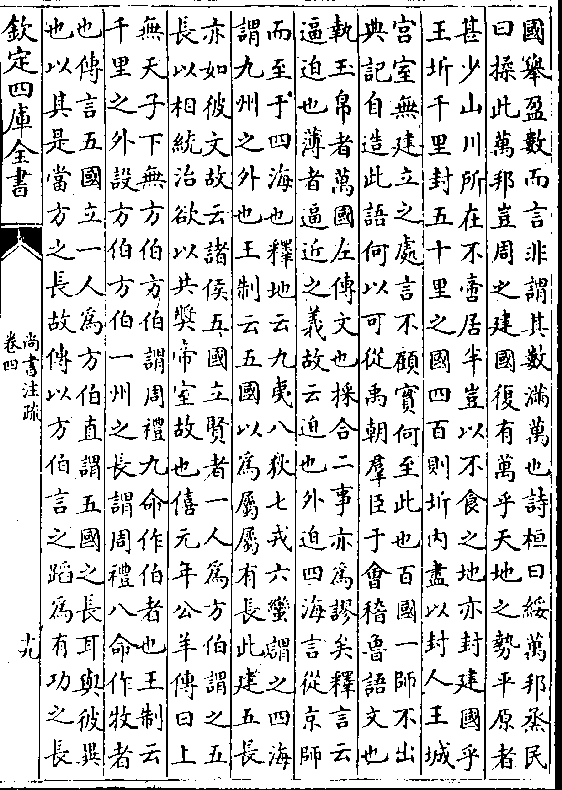 國舉盈數而言非謂其數滿萬也詩桓曰綏萬邦烝民
曰揉此萬邦豈周之建國復有萬乎天地之勢平原者
甚少山川所在不啻居半豈以不食之地亦封建國乎
王圻千里封五十里之國四百則圻內盡以封人王城
宫室無建立之處言不顧實何至此也百國一師不出
典記自造此語何以可從禹朝羣臣于會稽魯語文也
執玉帛者萬國左傳文也採合二事亦為謬矣釋言云
逼迫也薄者逼近之義故云迫也外迫四海言從京師
而至于四海也釋地云九夷八狄七戎六蠻謂之四海
謂九州之外也王制云五國以為屬屬有長此建五長
亦如彼文故云諸侯五國立賢者一人為方伯謂之五
長以相統治欲以共奬帝室故也僖元年公羊傳曰上
無天子下無方伯方伯謂周禮九命作伯者也王制云
千里之外設方伯方伯一州之長謂周禮八命作牧者
也傳言五國立一人為方伯直謂五國之長耳與彼異
也以其是當方之長故傳以方伯言之蹈為有功之長
欽定四庫全書
尚書注疏
卷四
十九